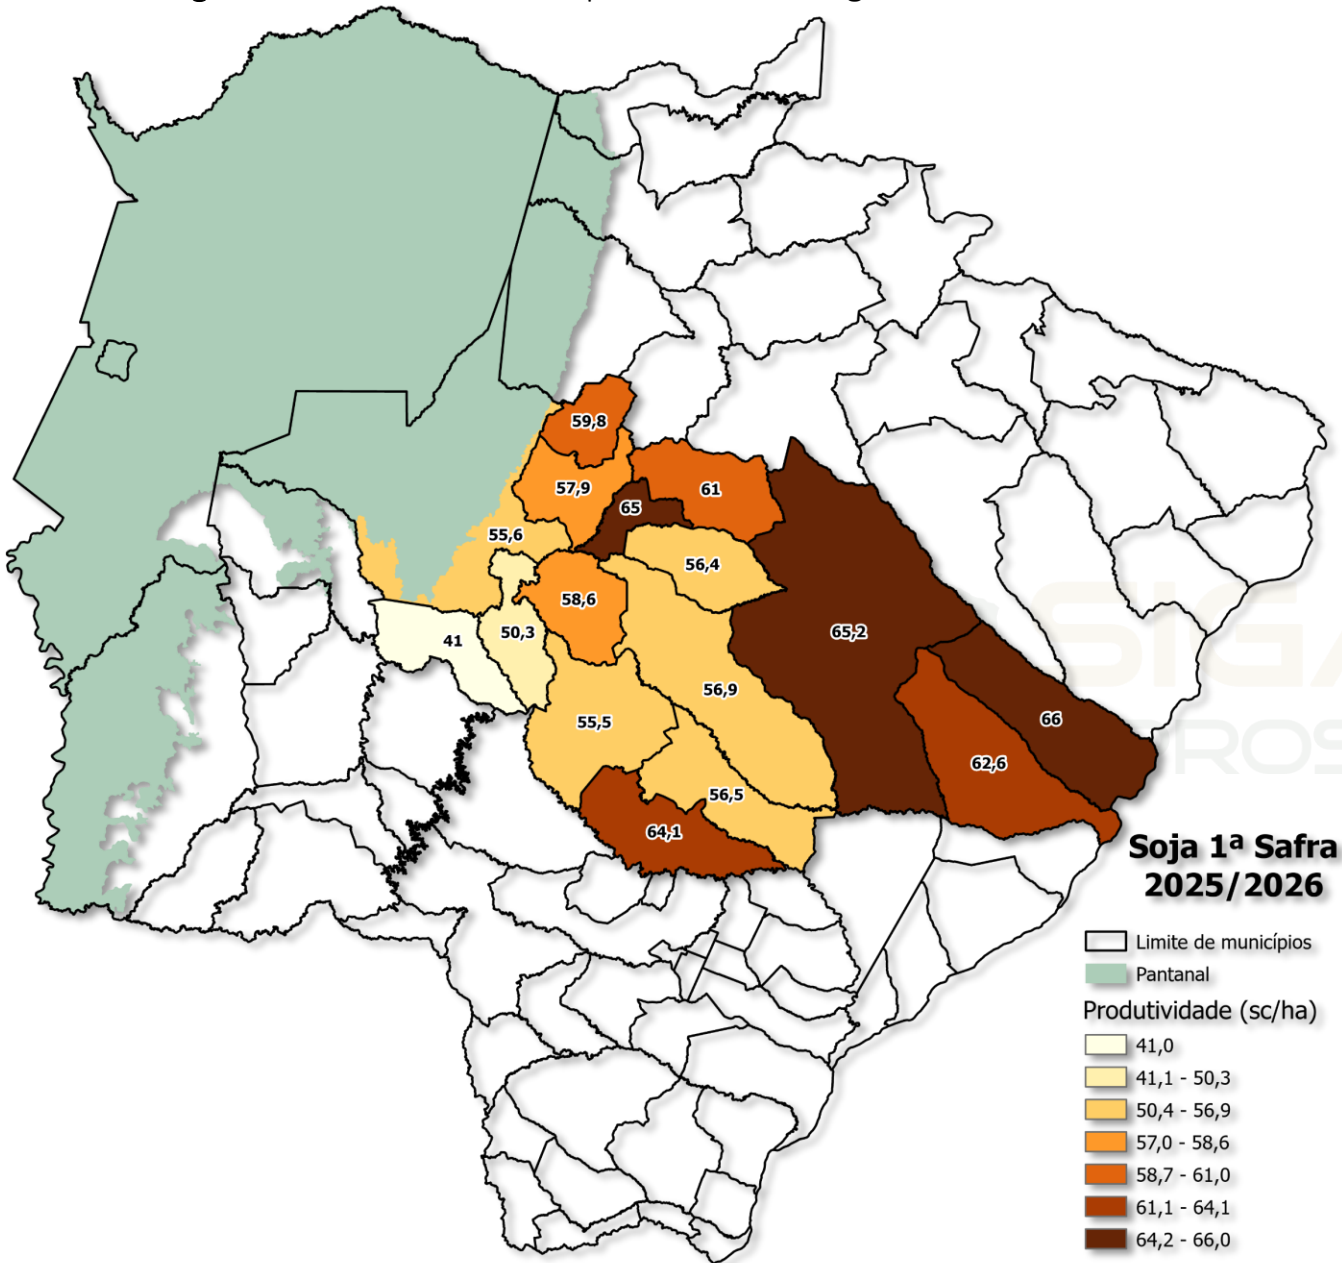 59,8
57,9
61
65
55,6
56,4
58,6
50,3
41
65,2
56,9
55,5
66
62,6
56,5
64,1
SIGA
ROS
Soja 1ª Safra
2025/2026
Limite de municípios
Pantanal
Produtividade (sc/ha)
41,0
41,1 - 50,3
50,4 - 56,9
57,0 - 58,6
58,7 - 61,0
61,1 - 64,1
64,2 - 66,0